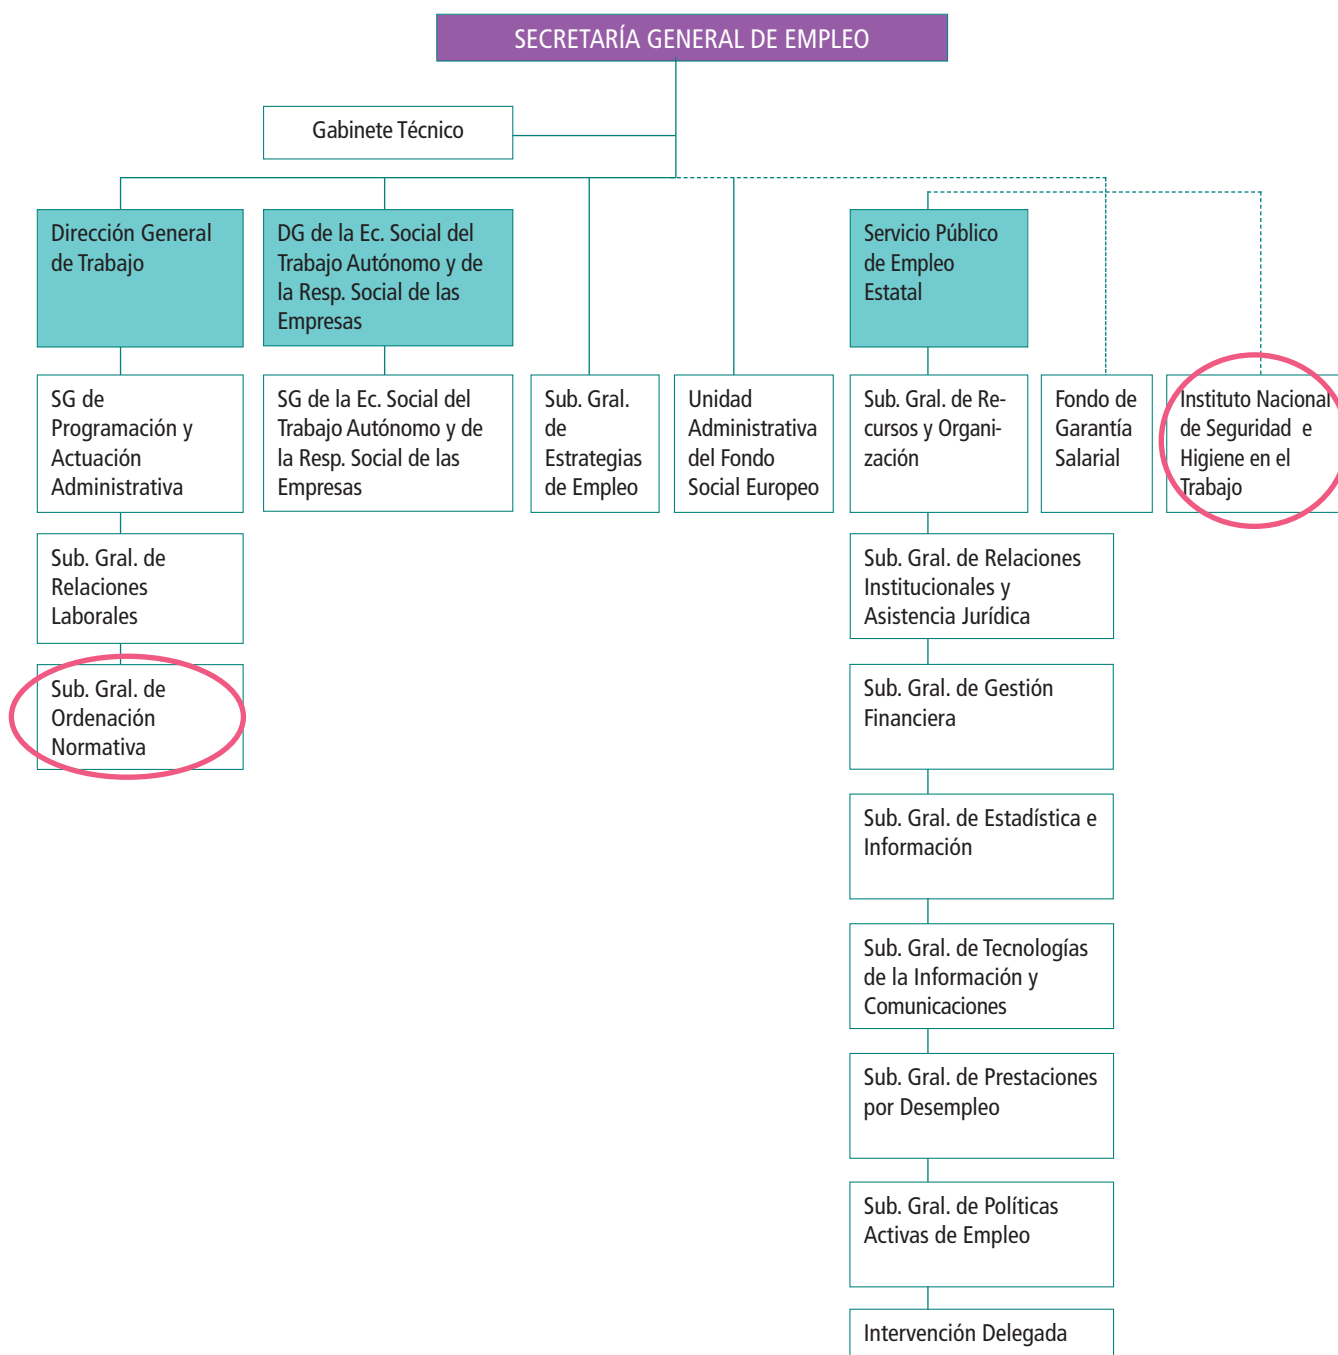 SECRETARÍA GENERAL DE EMPLEO
Gabinete Técnico
Dirección General
de Trabajo
DG de la Ec. Social del
Trabajo Autónomo y de
la Resp. Social de las
Empresas
Servicio Público
de Empleo
Estatal
SG de
Programación y
Actuación
Administrativa
SG de la Ec. Social del
Trabajo Autónomo y de
la Resp. Social de las
Empresas
Sub. Gral.
de
Estrategias
de Empleo
Unidad
Administrativa
del Fondo
Social Europeo
Sub. Gral. de Re-
cursos y Organi-
zación
Fondo de
Garantía
Salarial
Instituto Nacional
de Seguridad e
Higiene en el
Trabajo
Sub. Gral. de
Relaciones
Laborales
Sub. Gral. de Relaciones
Institucionales y
Asistencia Jurídica
Sub. Gral. de
Ordenación
Normativa
Sub. Gral. de Gestión
Financiera
Sub. Gral. de Estadística e
Información
Sub. Gral. de Tecnologías
de la Información y
Comunicaciones
Sub. Gral. de Prestaciones
por Desempleo
Sub. Gral. de Políticas
Activas de Empleo
Intervención Delegada